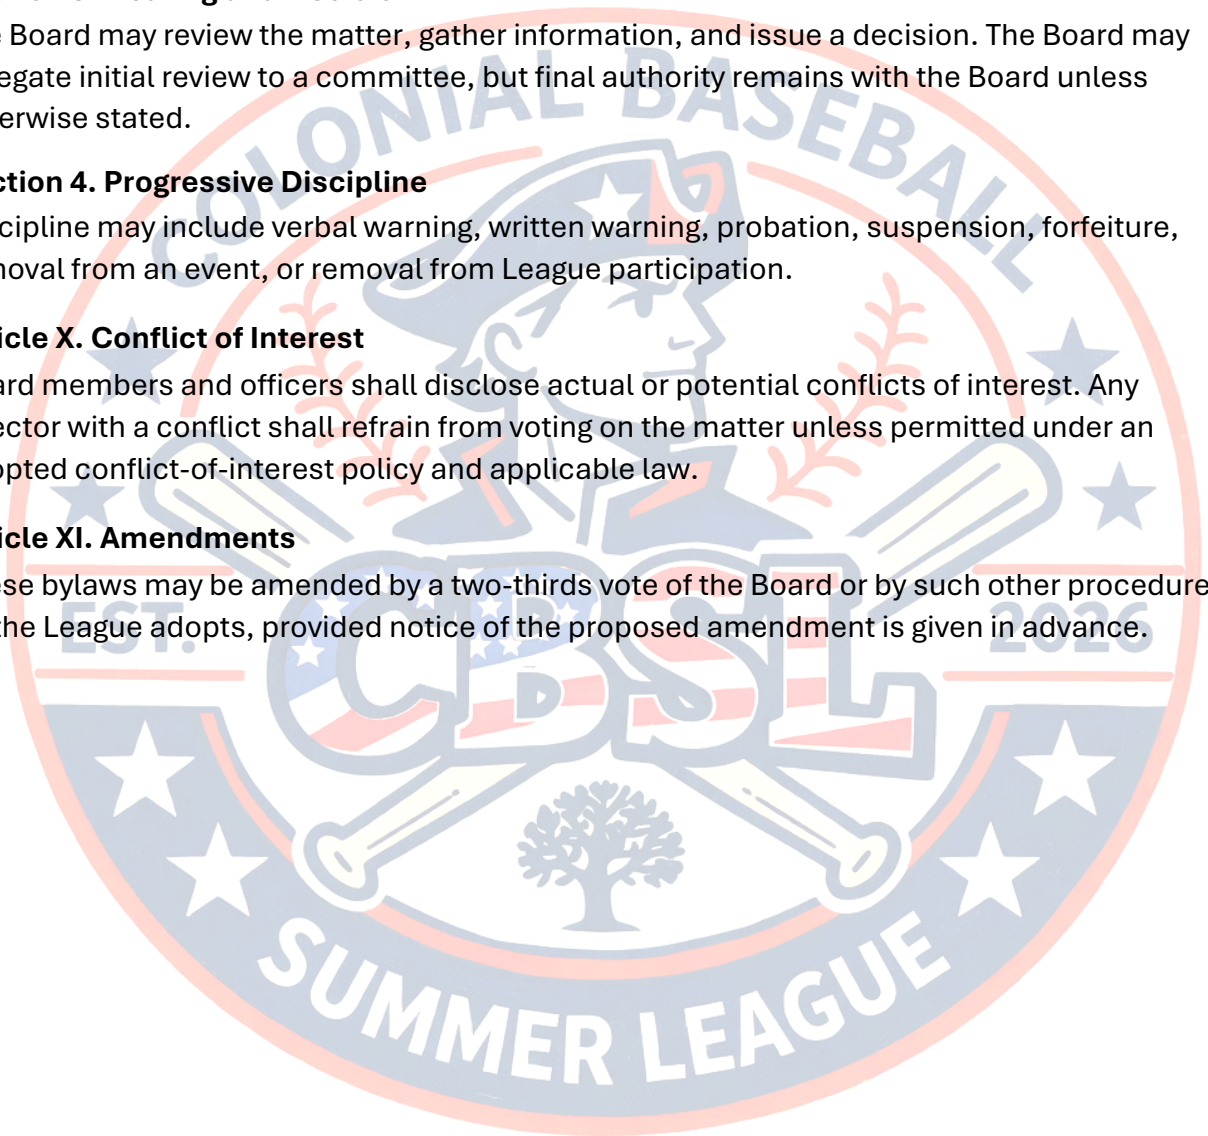 Board may review the matter, gather information, and issue a decision. The Board may
egate initial review to a committee, but final authority remains with the Board unless
erwise stated.
ction 4. Progressive Discipline
cipline may include verbal warning, written warning, probation, suspension, forfeiture,
noval from an event, or removal from League participation.
icle X. Conflict of Interest
ard members and officers shall disclose actual or potential conflicts of interest. Any
ector with a conflict shall refrain from voting on the matter unless permitted under an
opted conflict-of-interest policy and applicable law.
icle XI. Amendments
ese bylaws may be amended by a two-thirds vote of the Board or by such other procedure
the League adopts, provided notice of the proposed amendment is given in advance.
COLONIAL BASEBALL
EST. 2026
CBSL
SUMMER LEAGUE